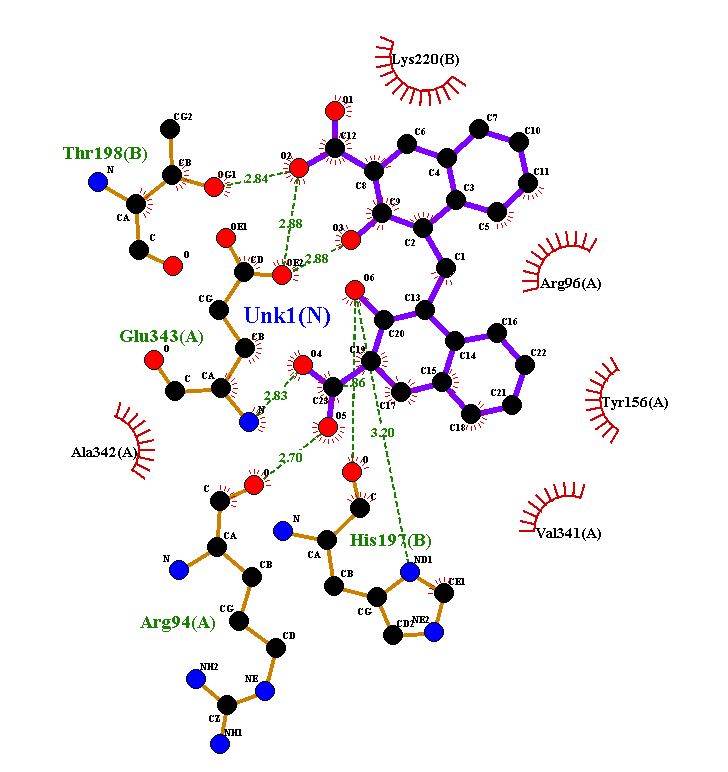 Lys220(B)
O1
C7
CG2
C12
C6
C10
Thr198(B)
O2
C4
N
CB
OG1
2.84
C8
C11
C3
CA
C9
C5
OE1
2.88
O3
C2
C
O
CD
OE2
2.88
C1
O6
Arg96(A)
CG
Unk1(N)
C13
C16
Glu343(A)
C20
CB
C14
O
C19
O4
C22
C
CA
.86
C15
C23
C17
2.83
C21
Tyr156(A)
N
O5
C18
Ala342(A)
2.70
3.20
O
O
C
N
C
Val341(A)
CA
CA
His197(B)
N
ND1
CB
CB
CE1
CG
CG
NE2
CD2
Arg94(A)
CD
NH2
NE
CZ
NH1